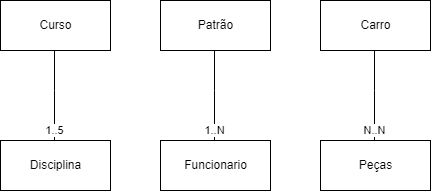 Curso
Patrão
Carro
1..5
1..N
N..N
Disciplina
Funcionario
Peças